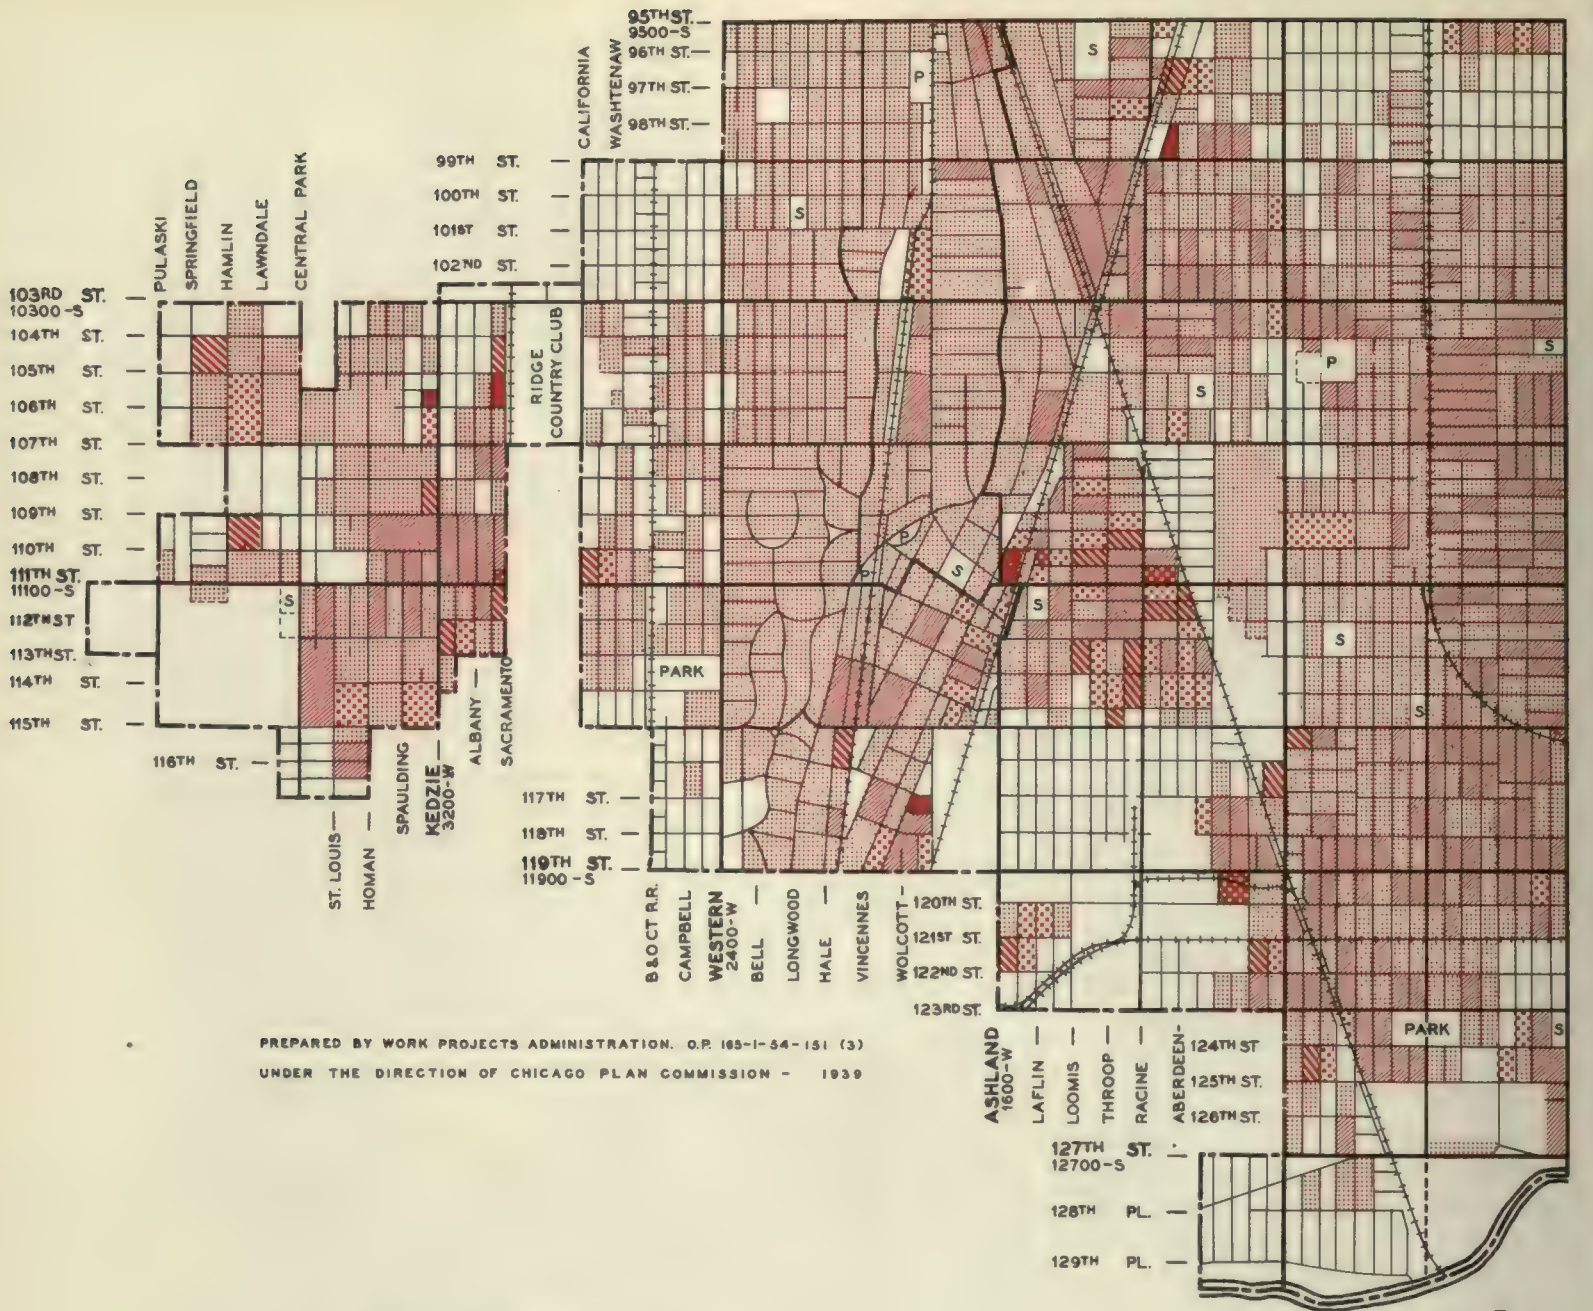 95TH ST.
9500-S
96TH ST.
97TH ST.
98TH ST.
CALIFORNIA
WASHTENAW
99TH ST.
100TH ST.
101ST ST.
102ND ST.
PULASKI
SPRINGFIELD
HAMLIN
LAWNDALE
CENTRAL PARK
103RD ST.
10300-S
104TH ST.
105TH ST.
106TH ST.
107TH ST.
108TH ST.
109TH ST.
110TH ST.
111TH ST.
11100-S
112TH ST
113TH ST.
114TH ST.
115TH ST.
116TH ST.
RIDGE
COUNTRY CLUB
S
P
S
S
P
S
P
S
P
S
S
S
S
PARK
ST. LOUIS
HOMAN
SPAULDING
KEDZIE
3200-W
ALBANY
SACRAMENTO
117TH ST.
118TH ST.
119TH ST.
11900-S
B & O C T R.R.
CAMPBELL
WESTERN
2400-W
BELL
LONGWOOD
HALE
VINCENNES
WOLCOTT
120TH ST.
121ST ST.
122ND ST.
123RD ST.
PARK
S
ASHLAND
1600-W
LAFLIN
LOOMIS
THROOP
RACINE
ABERDEEN
124TH ST
125TH ST.
126TH ST.
127TH ST.
12700-S
128TH PL.
129TH PL.
PREPARED BY WORK PROJECTS ADMINISTRATION. O.P. 165-1-54-151 (3)
UNDER THE DIRECTION OF CHICAGO PLAN COMMISSION - 1939